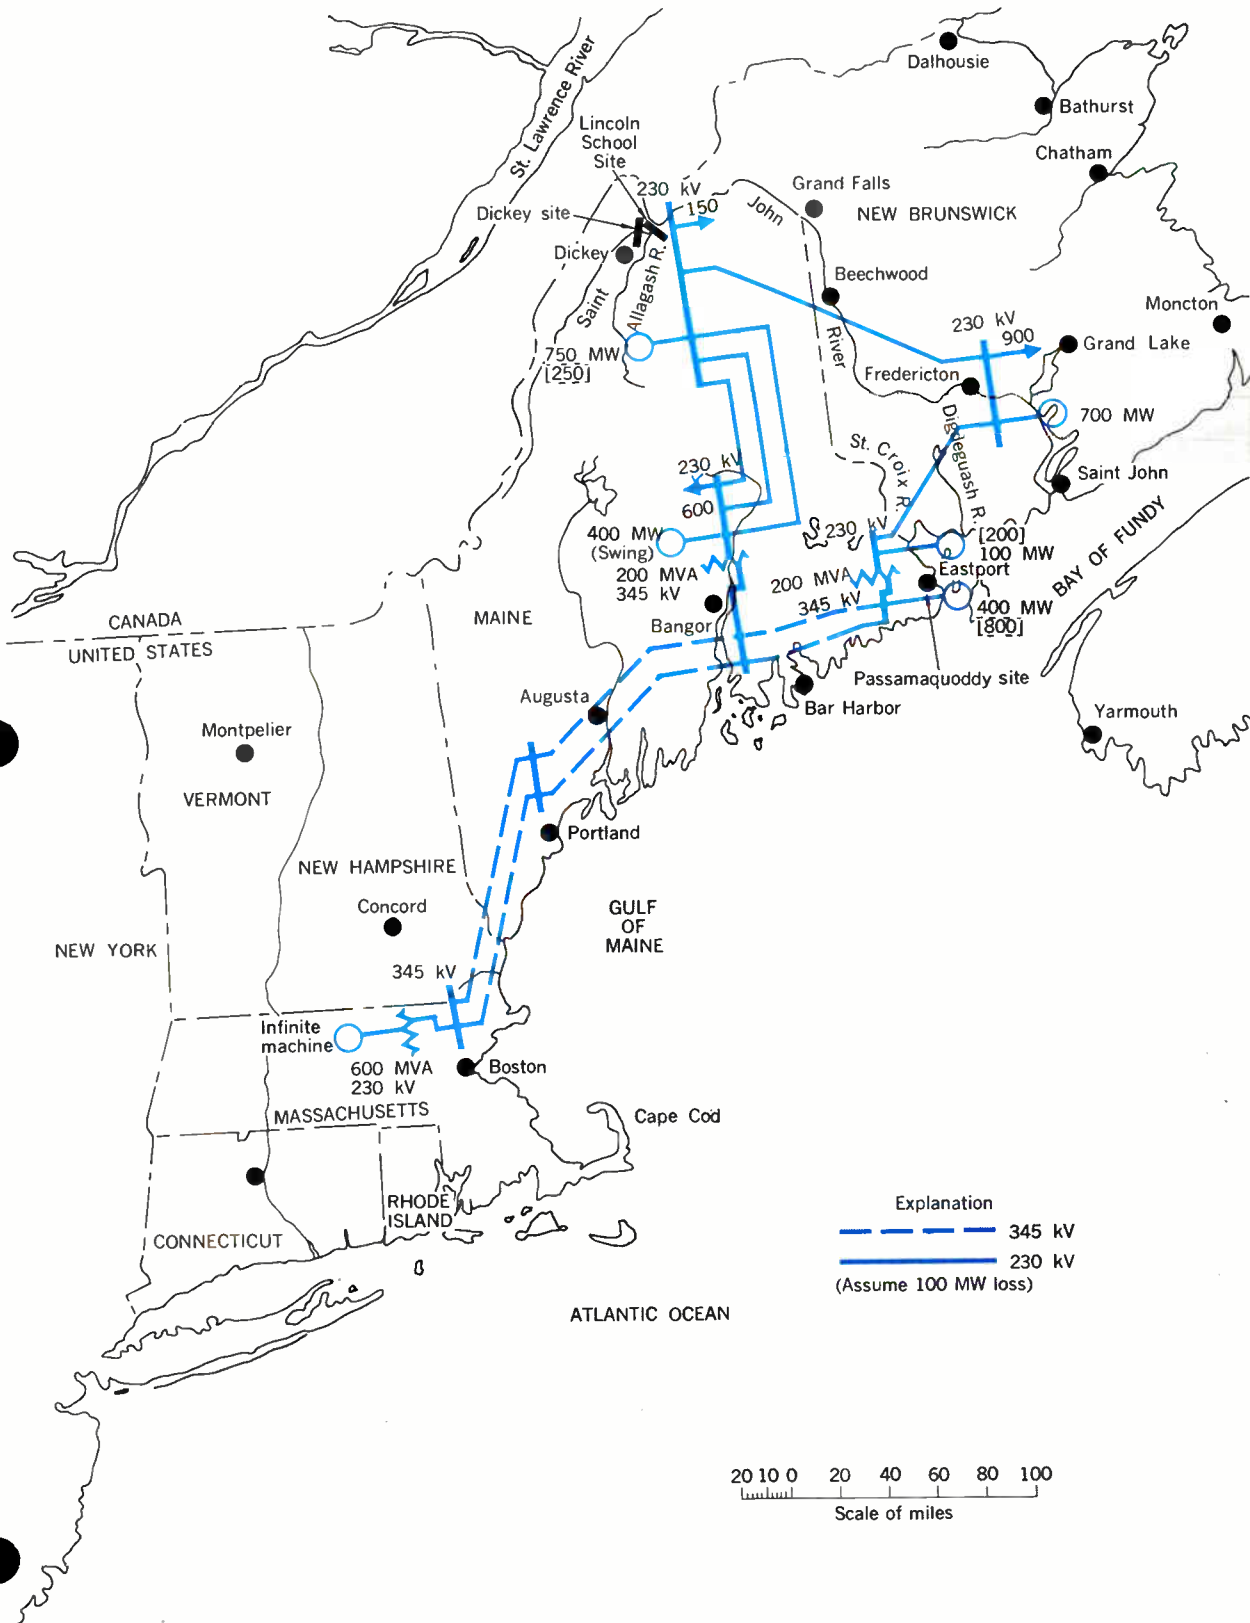 Dalhousie
Bathurst
Chatham
St. Lawrence River
Lincoln
School
Site
230 kV
150
Dickey site
Dickey
Saint
Allagash R.
John
River
Grand Falls
NEW BRUNSWICK
Beechwood
Moncton
230 kV
900
Grand Lake
Fredericton
750 MW
[250]
700 MW
Digdeguash R.
St. Croix R.
Saint John
230 kV
600
400 MW
(Swing)
200 MVA
345 kV
230 kV
[200]
100 MW
Eastport
200 MVA
345 kV
400 MW
[800]
BAY OF FUNDY
Bangor
MAINE
CANADA
UNITED STATES
Passamaquoddy site
Bar Harbor
Augusta
Yarmouth
Montpelier
VERMONT
Portland
NEW HAMPSHIRE
Concord
GULF
OF
MAINE
NEW YORK
345 kV
Infinite
machine
600 MVA
230 kV
Boston
MASSACHUSETTS
Cape Cod
RHODE
ISLAND
CONNECTICUT
Explanation
345 kV
230 kV
(Assume 100 MW loss)
ATLANTIC OCEAN
20 10 0 20 40 60 80 100
Scale of miles